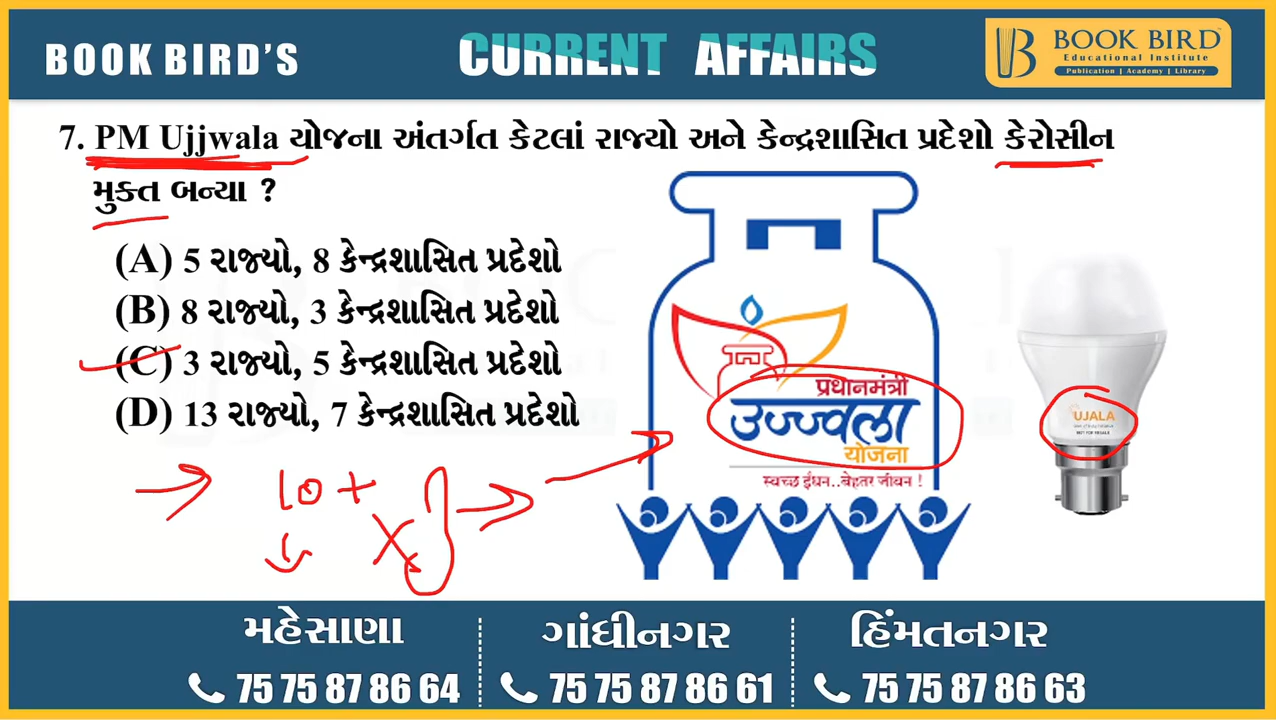 BOOK BIRD'S
CURRENT AFFAIRS
BOOK BIRD
Educational Institute
Publication | Academy | Library
7. PM Ujjwala યોજના અંતર્ગત કેટલાં રાજ્યો અને કેન્દ્રશાસિત પ્રદેશો કેરોસીન
મુક્ત બન્યા ?
(A) 5 રાજ્યો, 8 કેન્દ્રશાસિત પ્રદેશો
(B) 8 રાજ્યો, 3 કેન્દ્રશાસિત પ્રદેશો
(C) 3 રાજ્યો, 5 કેન્દ્રશાસિત પ્રદેશો
(D) 13 રાજ્યો, 7 કેન્દ્રશાસિત પ્રદેશો
प्रधानमंत्री
उज्ज्वला
योजना
स्वच्छ ईंधन..बेहतर जीवन !
UJALA
NOT FOR RESALE
10 +
મહેસાણા
75 75 87 86 64
ગાંધીનગર
75 75 87 86 61
હિંમતનગર
75 75 87 86 63